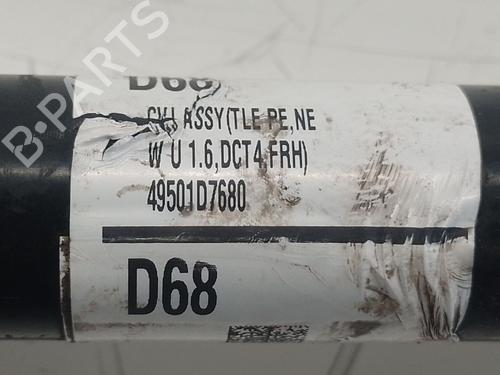 D68
CVJ ASSY(TLE PE,NE
W U 1.6,DCT4,FRH)
49501D7680
D68
B-PARTS